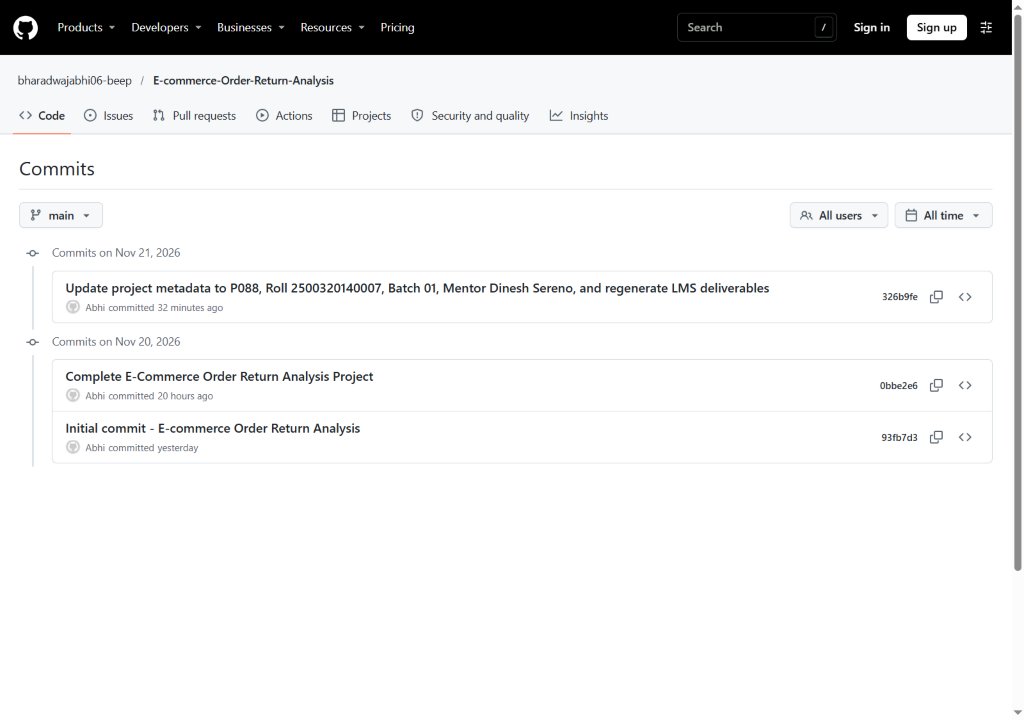 Products Developers Businesses Resources Pricing Search / Sign in Sign up
bharadwajabhi06-beep / E-commerce-Order-Return-Analysis
Code Issues Pull requests Actions Projects Security and quality Insights
Commits
main All users All time
Commits on Nov 21, 2026
Update project metadata to P088, Roll 2500320140007, Batch 01, Mentor Dinesh Sereno, and regenerate LMS deliverables
326b9fe
Abhi committed 32 minutes ago
Commits on Nov 20, 2026
Complete E-Commerce Order Return Analysis Project
0bbe2e6
Abhi committed 20 hours ago
Initial commit - E-commerce Order Return Analysis
93fb7d3
Abhi committed yesterday